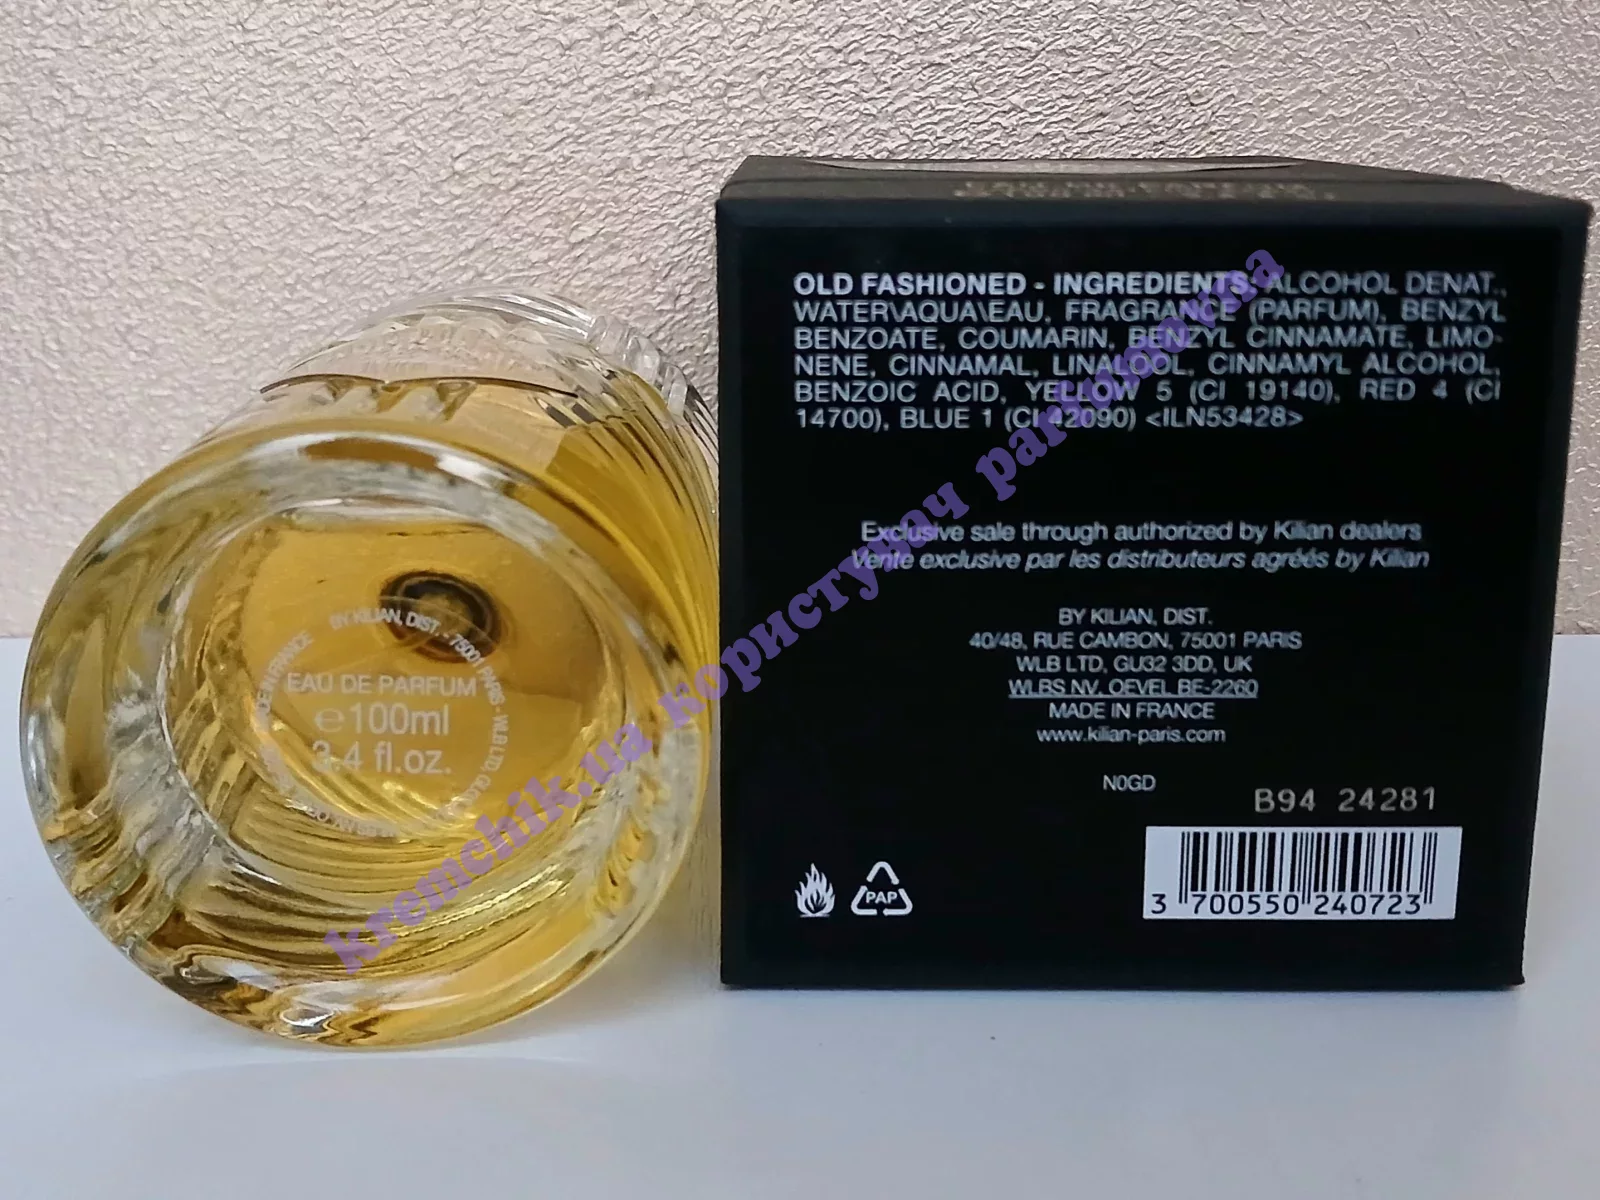 OLD FASHIONED - INGREDIENTS: ALCOHOL DENAT.,
WATER\AQUA\EAU, FRAGRANCE (PARFUM), BENZYL
BENZOATE, COUMARIN, BENZYL CINNAMATE, LIMO-
NENE, CINNAMAL, LINALOOL, CINNAMYL ALCOHOL,
BENZOIC ACID, YELLOW 5 (CI 19140), RED 4 (CI
14700), BLUE 1 (CI 42090) <ILN53428>
Exclusive sale through authorized by Kilian dealers
Vente exclusive par les distributeurs agréés by Kilian
BY KILIAN, DIST.
40/48, RUE CAMBON, 75001 PARIS
WLB LTD, GU32 3DD, UK
WLBS NV, OEVEL BE-2260
MADE IN FRANCE
www.kilian-paris.com
N0GD
B94 24281
PAP
3 700550 240723
BY KILIAN, DIST. - 75001 PARIS - WLB LTD,
EAU DE PARFUM
e 100ml
3.4 fl.oz.
kremchik.ua користувач parfumovna